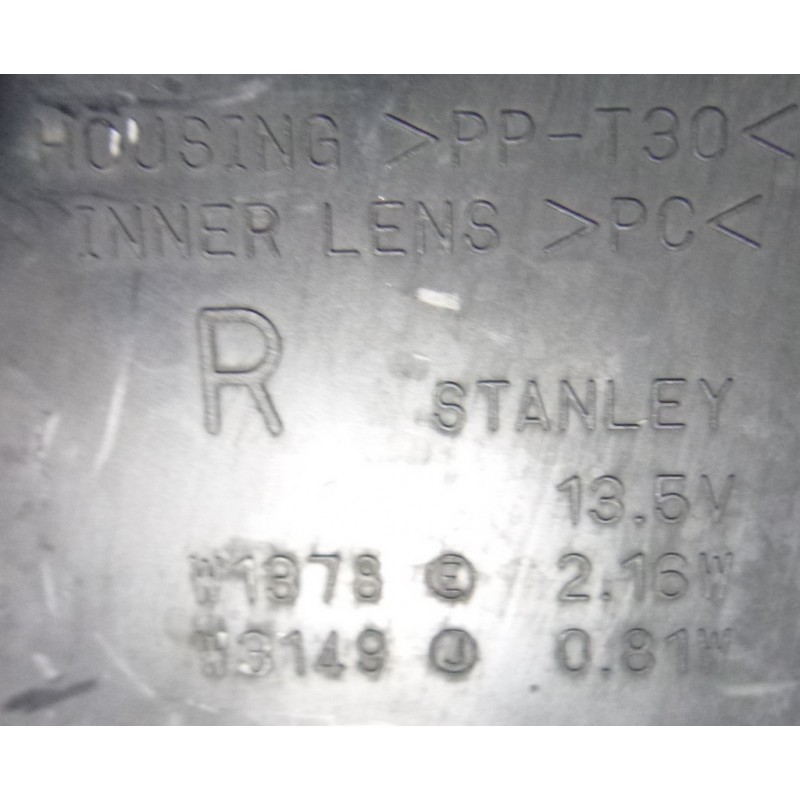 HOUSING >PP-T30<
INNER LENS >PC<
R STANLEY
13.5V
W1378 E 2.16W
W3149 J 0.81W